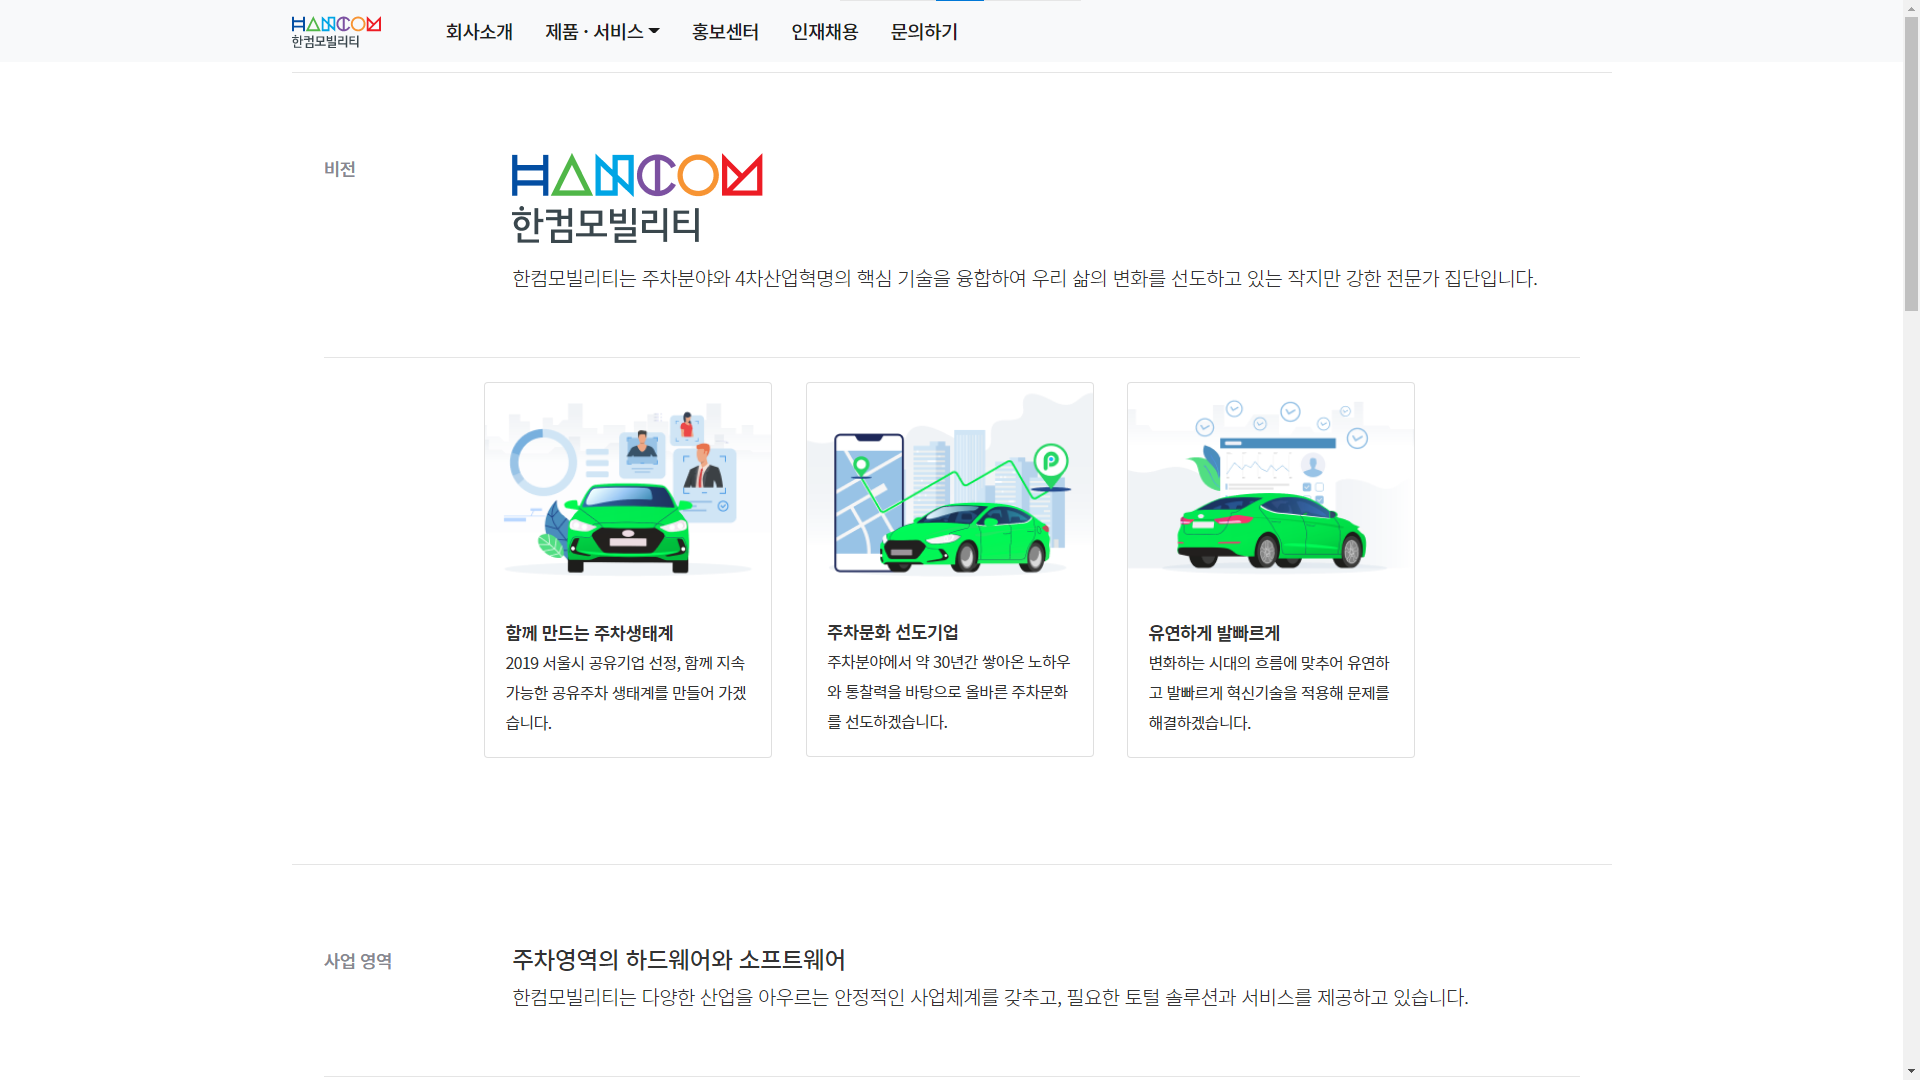 HANCOM
한컴모빌리티
회사소개
제품 · 서비스
홍보센터
인재채용
문의하기
비전
HANCOM
한컴모빌리티
한컴모빌리티는 주차분야와 4차산업혁명의 핵심 기술을 융합하여 우리 삶의 변화를 선도하고 있는 작지만 강한 전문가 집단입니다.
함께 만드는 주차생태계
2019 서울시 공유기업 선정, 함께 지속
가능한 공유주차 생태계를 만들어 가겠
습니다.
주차문화 선도기업
주차분야에서 약 30년간 쌓아온 노하우
와 통찰력을 바탕으로 올바른 주차문화
를 선도하겠습니다.
유연하게 발빠르게
변화하는 시대의 흐름에 맞추어 유연하
고 발빠르게 혁신기술을 적용해 문제를
해결하겠습니다.
사업 영역
주차영역의 하드웨어와 소프트웨어
한컴모빌리티는 다양한 산업을 아우르는 안정적인 사업체계를 갖추고, 필요한 토털 솔루션과 서비스를 제공하고 있습니다.